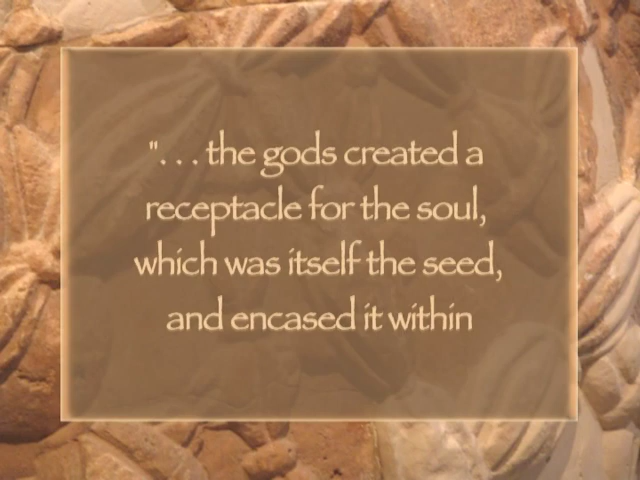 ". . . the gods created a
receptacle for the soul,
which was itself the seed,
and encased it within